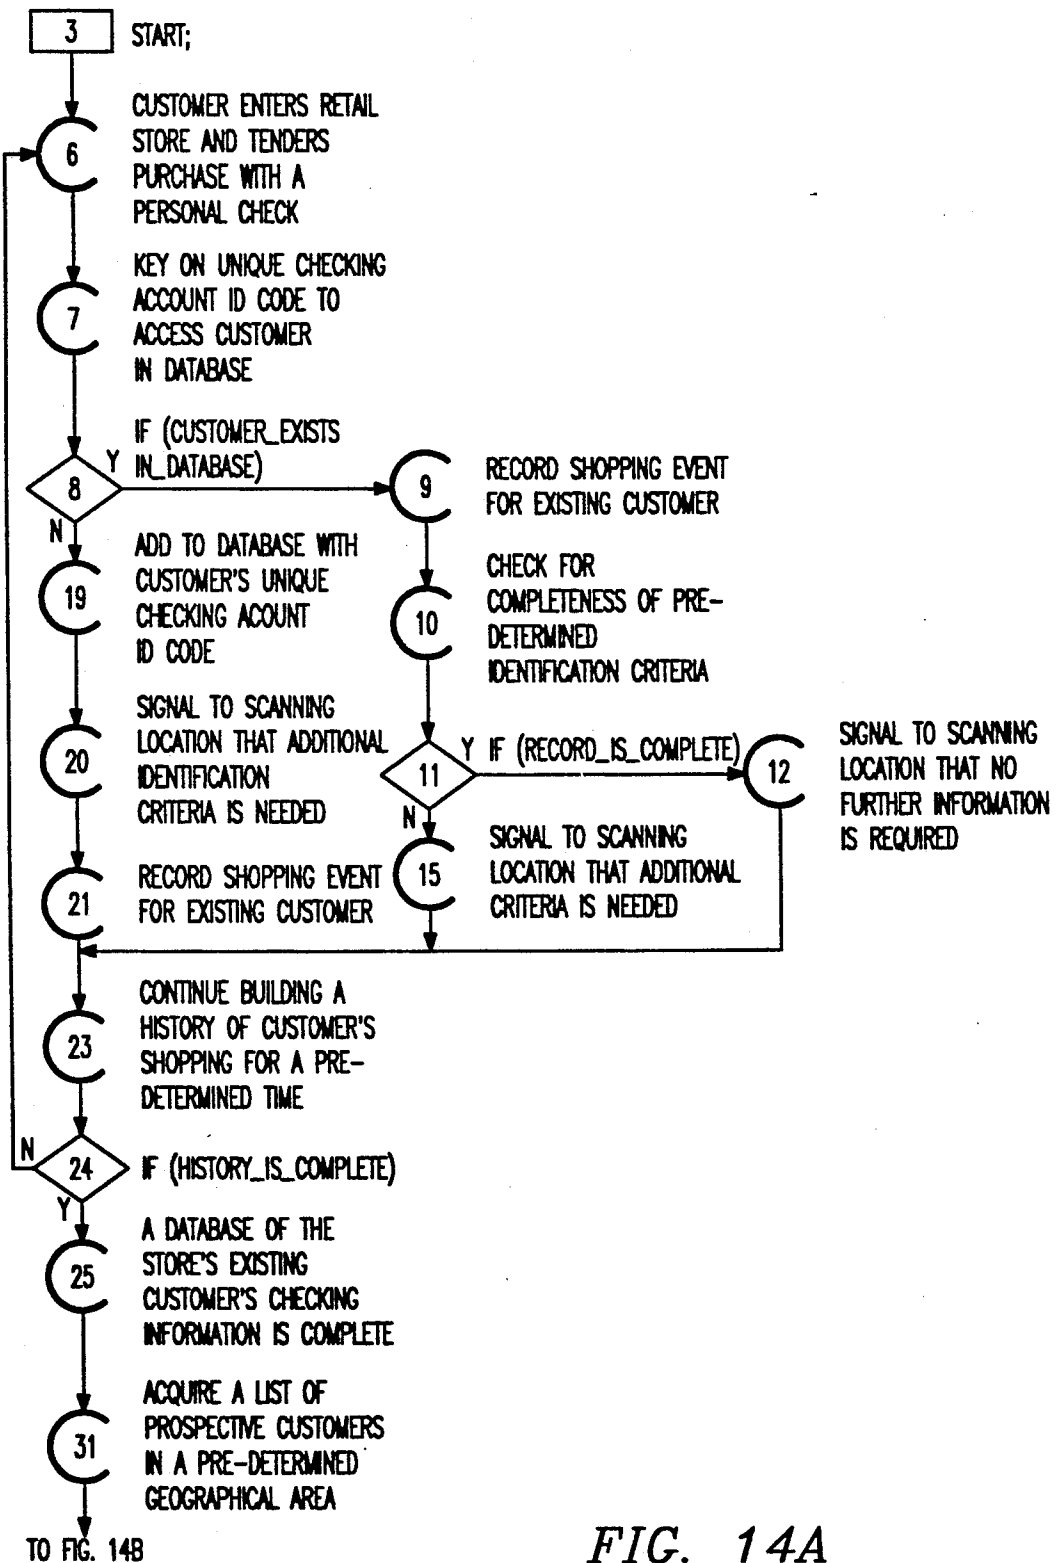 3 START;
CUSTOMER ENTERS RETAIL
STORE AND TENDERS
6
PURCHASE WITH A
PERSONAL CHECK
KEY ON UNIQUE CHECKING
ACCOUNT ID CODE TO
7
ACCESS CUSTOMER
IN DATABASE
IF (CUSTOMER_EXISTS
Y IN_DATABASE)
8
N
9
RECORD SHOPPING EVENT
FOR EXISTING CUSTOMER
ADD TO DATABASE WITH
CUSTOMER'S UNIQUE
19
CHECKING ACOUNT
ID CODE
CHECK FOR
COMPLETENESS OF PRE-
10
DETERMINED
IDENTIFICATION CRITERIA
SIGNAL TO SCANNING
LOCATION THAT ADDITIONAL
20
IDENTIFICATION
CRITERIA IS NEEDED
Y IF (RECORD_IS_COMPLETE)
11
N
12
SIGNAL TO SCANNING
LOCATION THAT NO
FURTHER INFORMATION
IS REQUIRED
SIGNAL TO SCANNING
15
LOCATION THAT ADDITIONAL
CRITERIA IS NEEDED
21
RECORD SHOPPING EVENT
FOR EXISTING CUSTOMER
CONTINUE BUILDING A
HISTORY OF CUSTOMER'S
23
SHOPPING FOR A PRE-
DETERMINED TIME
N
24 IF (HISTORY_IS_COMPLETE)
Y
A DATABASE OF THE
STORE'S EXISTING
25
CUSTOMER'S CHECKING
INFORMATION IS COMPLETE
ACQUIRE A LIST OF
PROSPECTIVE CUSTOMERS
31
IN A PRE-DETERMINED
GEOGRAPHICAL AREA
TO FIG. 14B
FIG. 14A